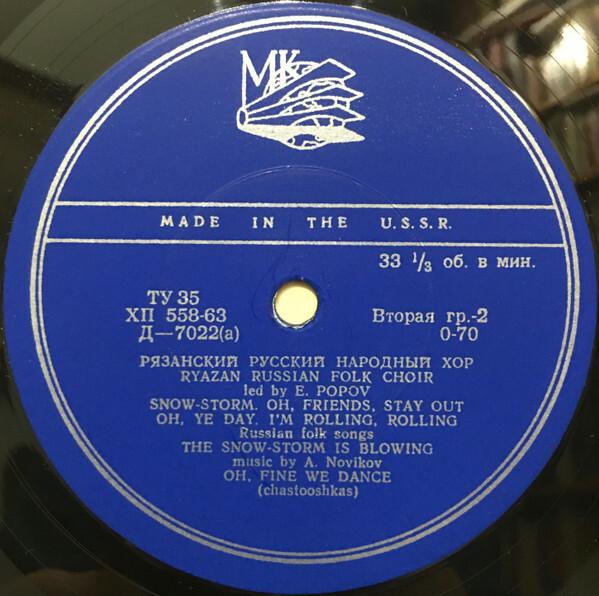 МК
MADE IN THE U.S.S.R.
33 1/3 об. в мин.
ТУ 35
ХП 558-63
Д—7022(а)
Вторая гр.-2
0-70
РЯЗАНСКИЙ РУССКИЙ НАРОДНЫЙ ХОР
RYAZAN RUSSIAN FOLK CHOIR
led by E. POPOV
SNOW-STORM. OH, FRIENDS, STAY OUT
OH, YE DAY. I'M ROLLING, ROLLING
Russian folk songs
THE SNOW-STORM IS BLOWING
music by A. Novikov
OH, FINE WE DANCE
(chastooshkas)